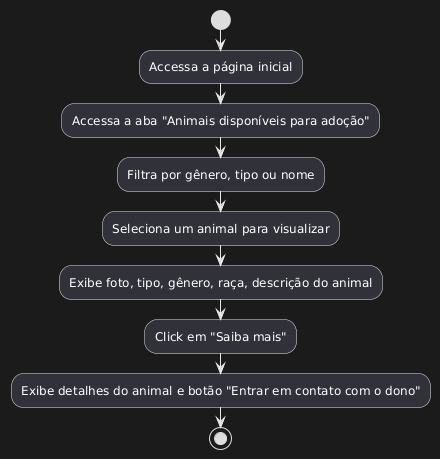 Accessa a página inicial
Accessa a aba "Animais disponíveis para adoção"
Filtra por gênero, tipo ou nome
Seleciona um animal para visualizar
Exibe foto, tipo, gênero, raça, descrição do animal
Click em "Saiba mais"
Exibe detalhes do animal e botão "Entrar em contato com o dono"